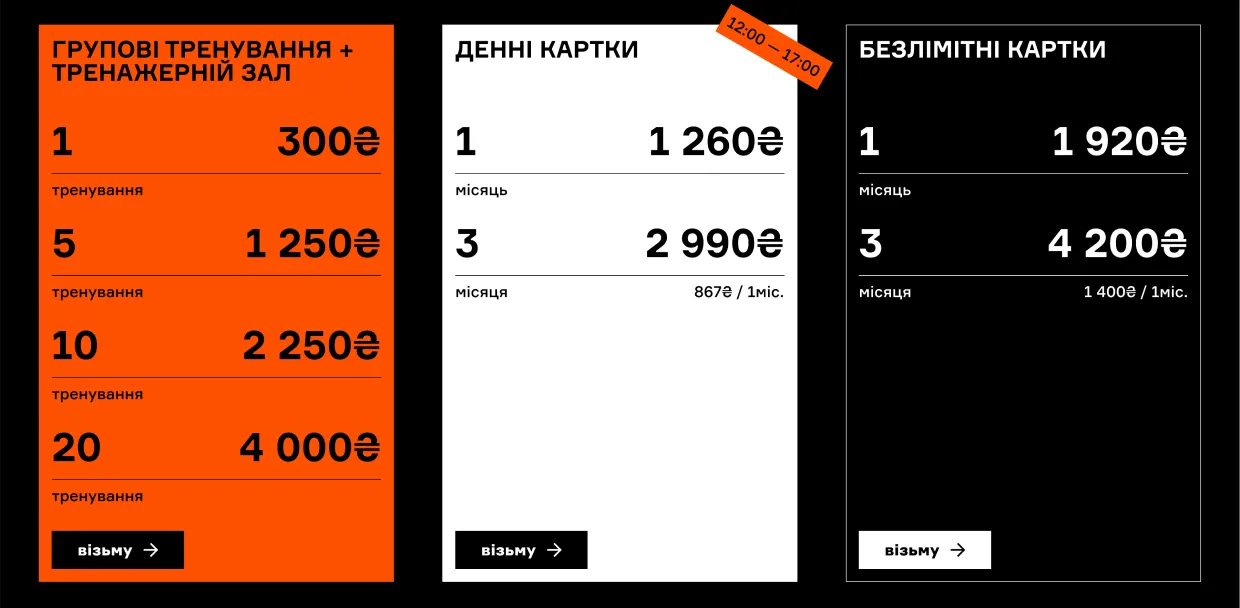 ГРУПОВІ ТРЕНУВАННЯ +
ТРЕНАЖЕРНІЙ ЗАЛ
1 300₴
тренування
5 1 250₴
тренування
10 2 250₴
тренування
20 4 000₴
тренування
візьму →
ДЕННІ КАРТКИ
12:00 — 17:00
1 1 260₴
місяць
3 2 990₴
місяця 867₴ / 1міс.
візьму →
БЕЗЛІМІТНІ КАРТКИ
1 1 920₴
місяць
3 4 200₴
місяця 1 400₴ / 1міс.
візьму →